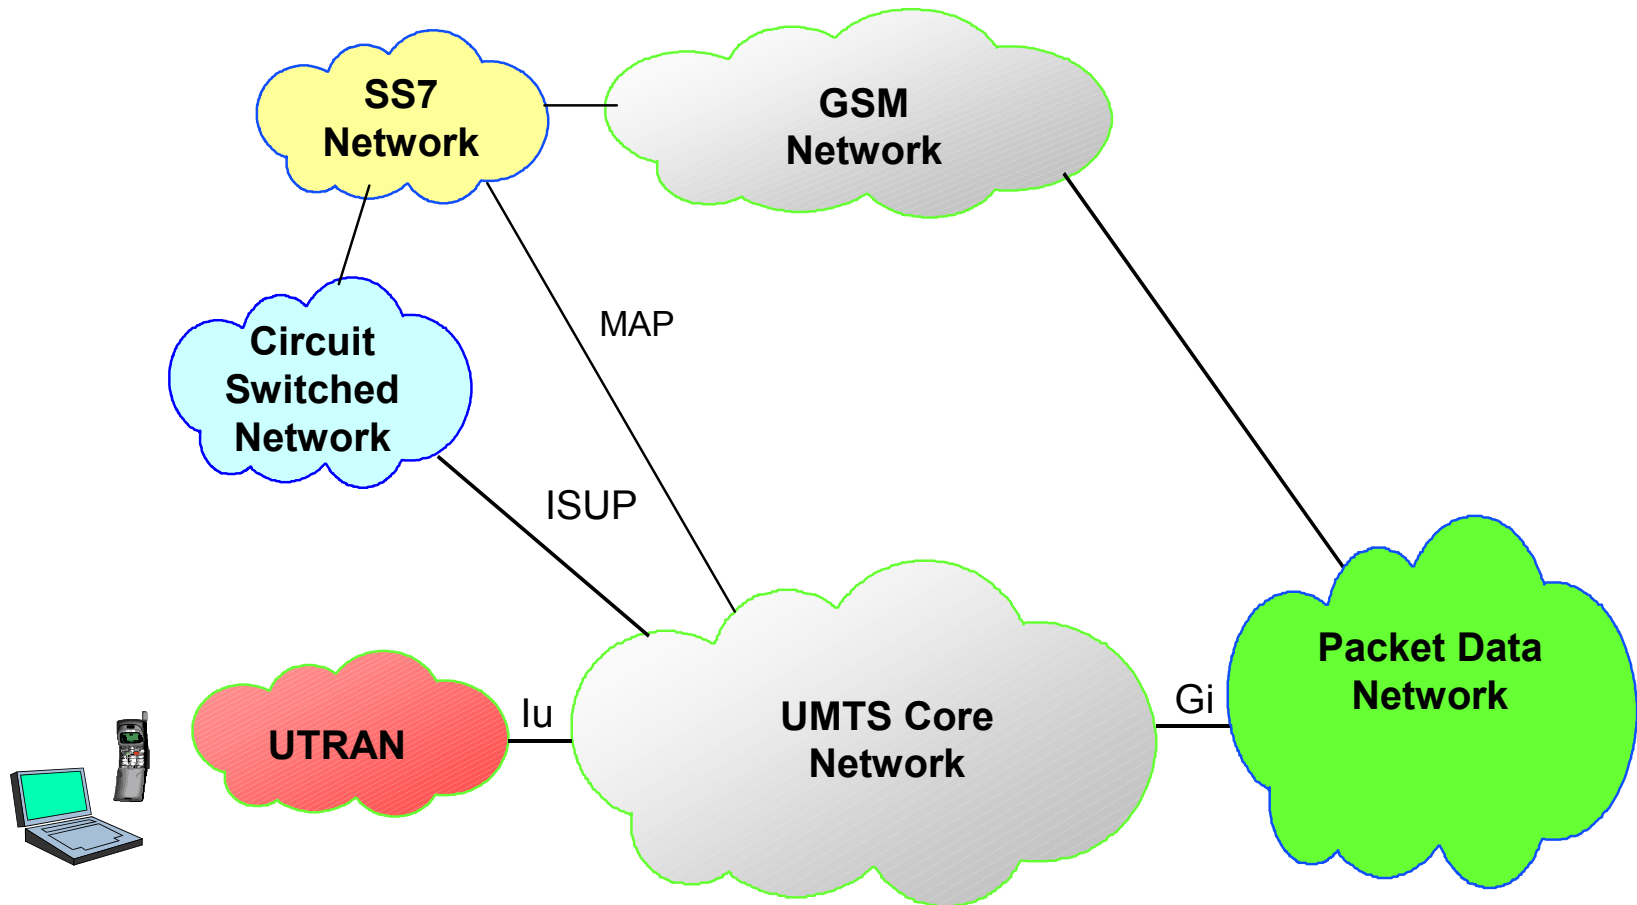 SS7
Network
GSM
Network
Circuit
Switched
Network
MAP
ISUP
UTRAN
Iu
UMTS Core
Network
Gi
Packet Data
Network